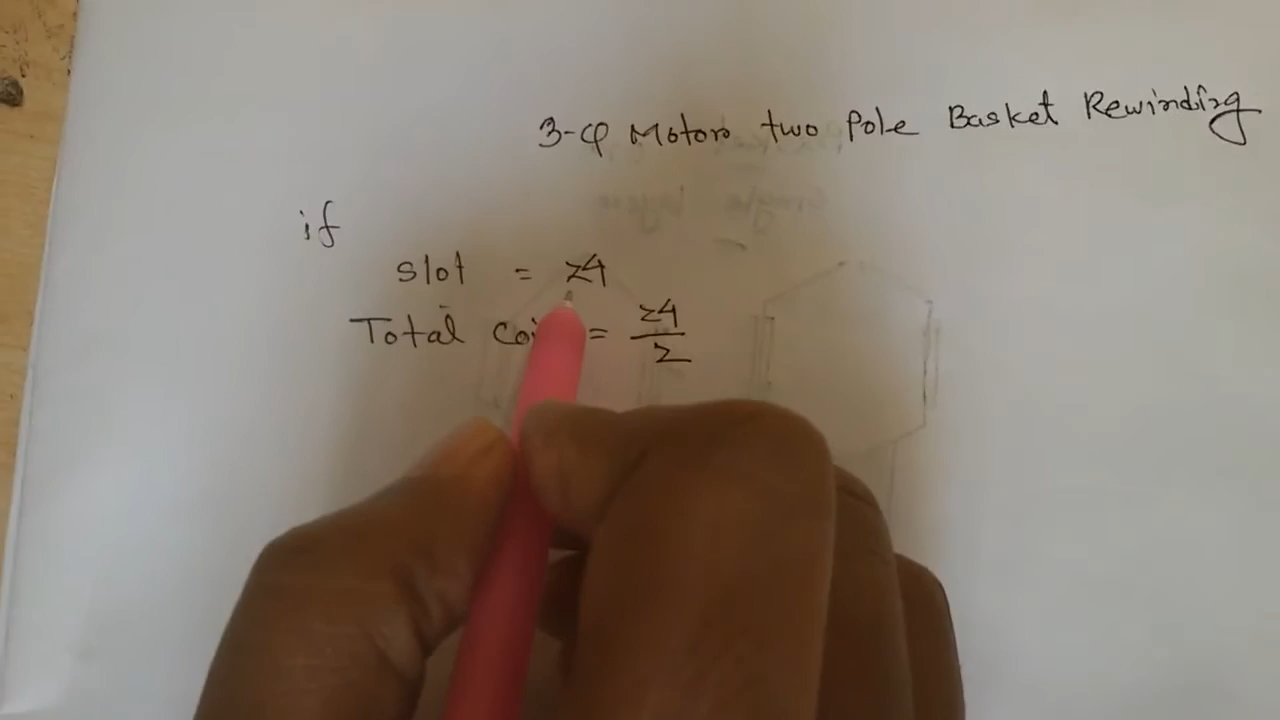 3-φ Motor two Pole Basket Rewinding
if
slot = 24
Total = 24/2